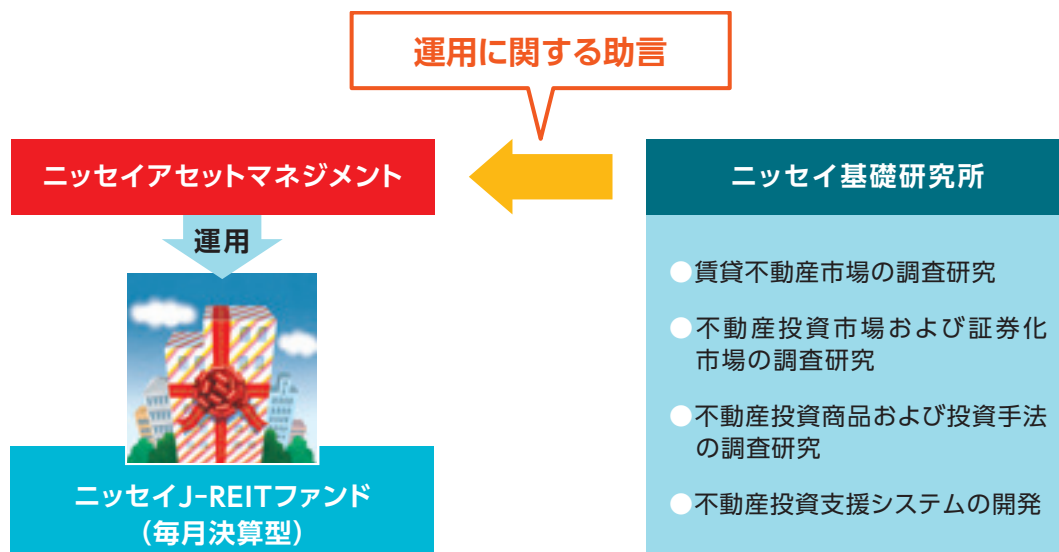 運用に関する助言
ニッセイアセットマネジメント
運用
ニッセイJ-REITファンド
（毎月決算型）
ニッセイ基礎研究所
●賃貸不動産市場の調査研究
●不動産投資市場および証券化
市場の調査研究
●不動産投資商品および投資手法
の調査研究
●不動産投資支援システムの開発